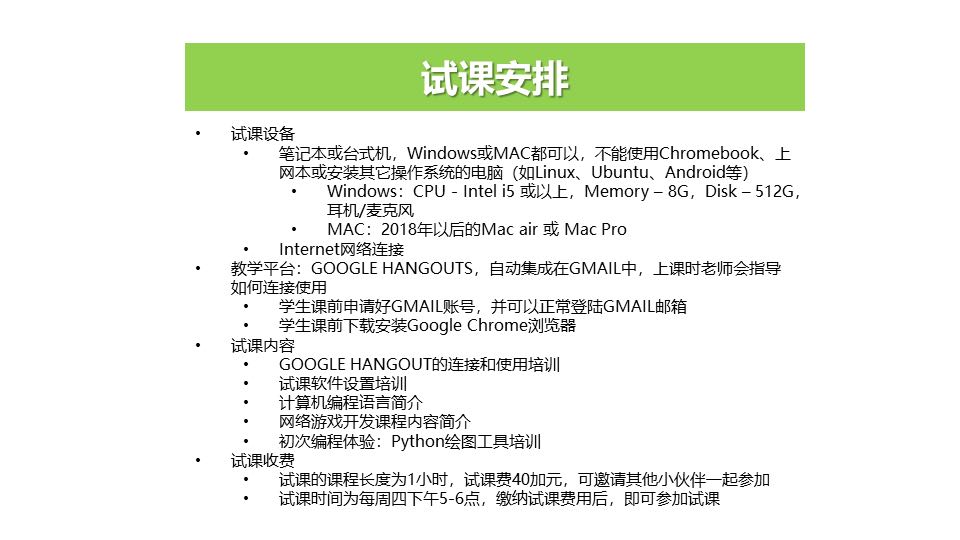 试课安排
• 试课设备
• 笔记本或台式机，Windows或MAC都可以，不能使用Chromebook、上
网本或安装其它操作系统的电脑（如Linux、Ubuntu、Android等）
• Windows：CPU - Intel i5 或以上，Memory – 8G，Disk – 512G，
耳机/麦克风
• MAC：2018年以后的Mac air 或 Mac Pro
• Internet网络连接
• 教学平台：GOOGLE HANGOUTS，自动集成在GMAIL中，上课时老师会指导
如何连接使用
• 学生课前申请好GMAIL账号，并可以正常登陆GMAIL邮箱
• 学生课前下载安装Google Chrome浏览器
• 试课内容
• GOOGLE HANGOUT的连接和使用培训
• 试课软件设置培训
• 计算机编程语言简介
• 网络游戏开发课程内容简介
• 初次编程体验：Python绘图工具培训
• 试课收费
• 试课的课程长度为1小时，试课费40加元，可邀请其他小伙伴一起参加
• 试课时间为每周四下午5-6点，缴纳试课费用后，即可参加试课